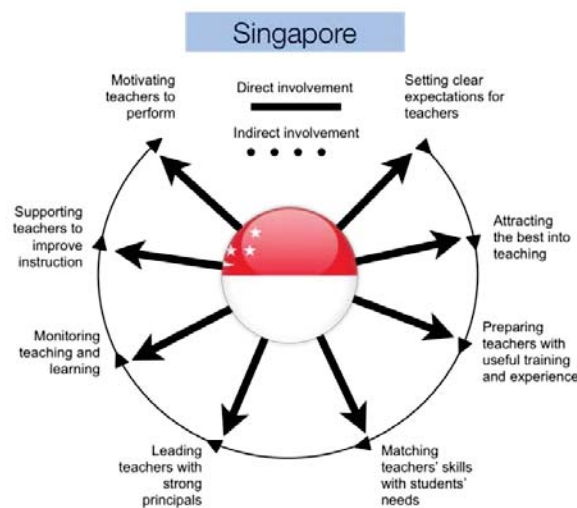 Singapore
Motivating
teachers to
perform
Direct involvement
Indirect involvement
Setting clear
expectations for
teachers
Supporting
teachers to
improve
instruction
Attracting
the best into
teaching
Monitoring
teaching and
learning
Preparing
teachers with
useful training
and experience
Leading
teachers with
strong
principals
Matching
teachers' skills
with students'
needs